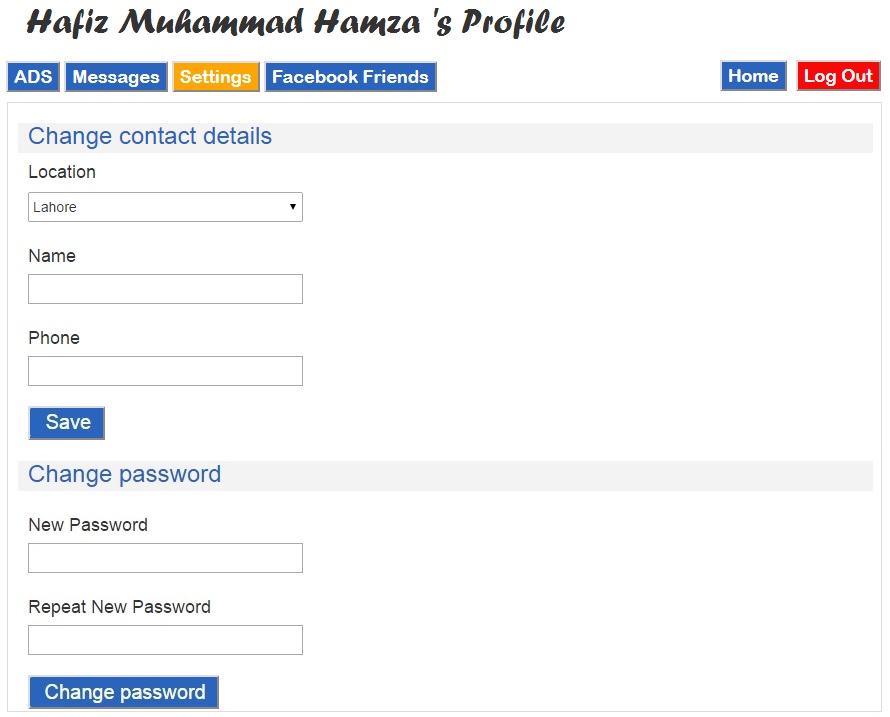 Hafiz Muhammad Hamza 's Profile
ADS Messages Settings Facebook Friends Home Log Out
Change contact details
Location
Lahore
Name
Phone
Save
Change password
New Password
Repeat New Password
Change password